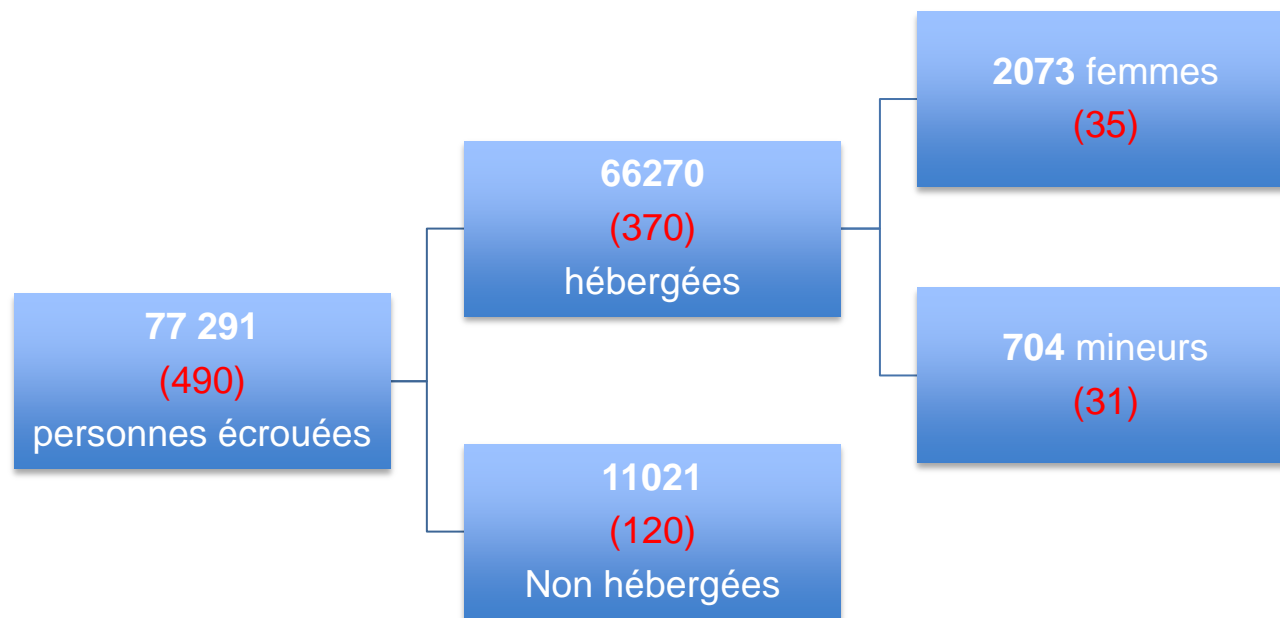 77 291
(490)
personnes écrouées
66270
(370)
hébergées
11021
(120)
Non hébergées
2073 femmes
(35)
704 mineurs
(31)